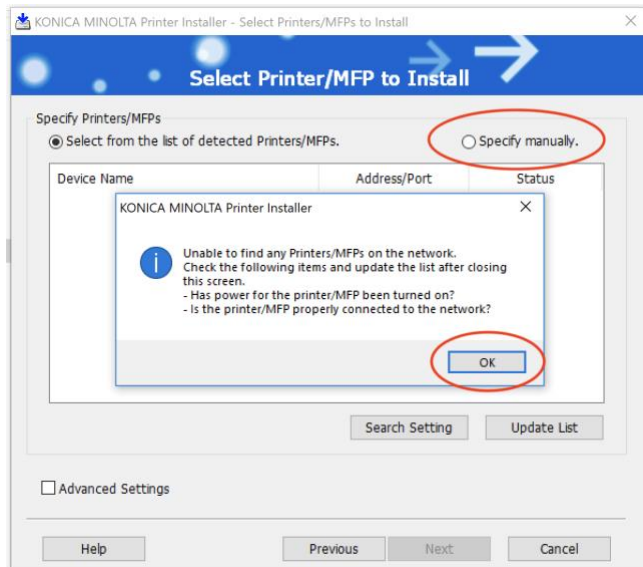 KONICA MINOLTA Printer Installer - Select Printers/MFPs to Install
Select Printer/MFP to Install
Specify Printers/MFPs
Select from the list of detected Printers/MFPs.
Specify manually.
Device Name Address/Port Status
KONICA MINOLTA Printer Installer
Unable to find any Printers/MFPs on the network.
Check the following items and update the list after closing
this screen.
- Has power for the printer/MFP been turned on?
- Is the printer/MFP properly connected to the network?
OK
Search Setting Update List
Advanced Settings
Help Previous Next Cancel